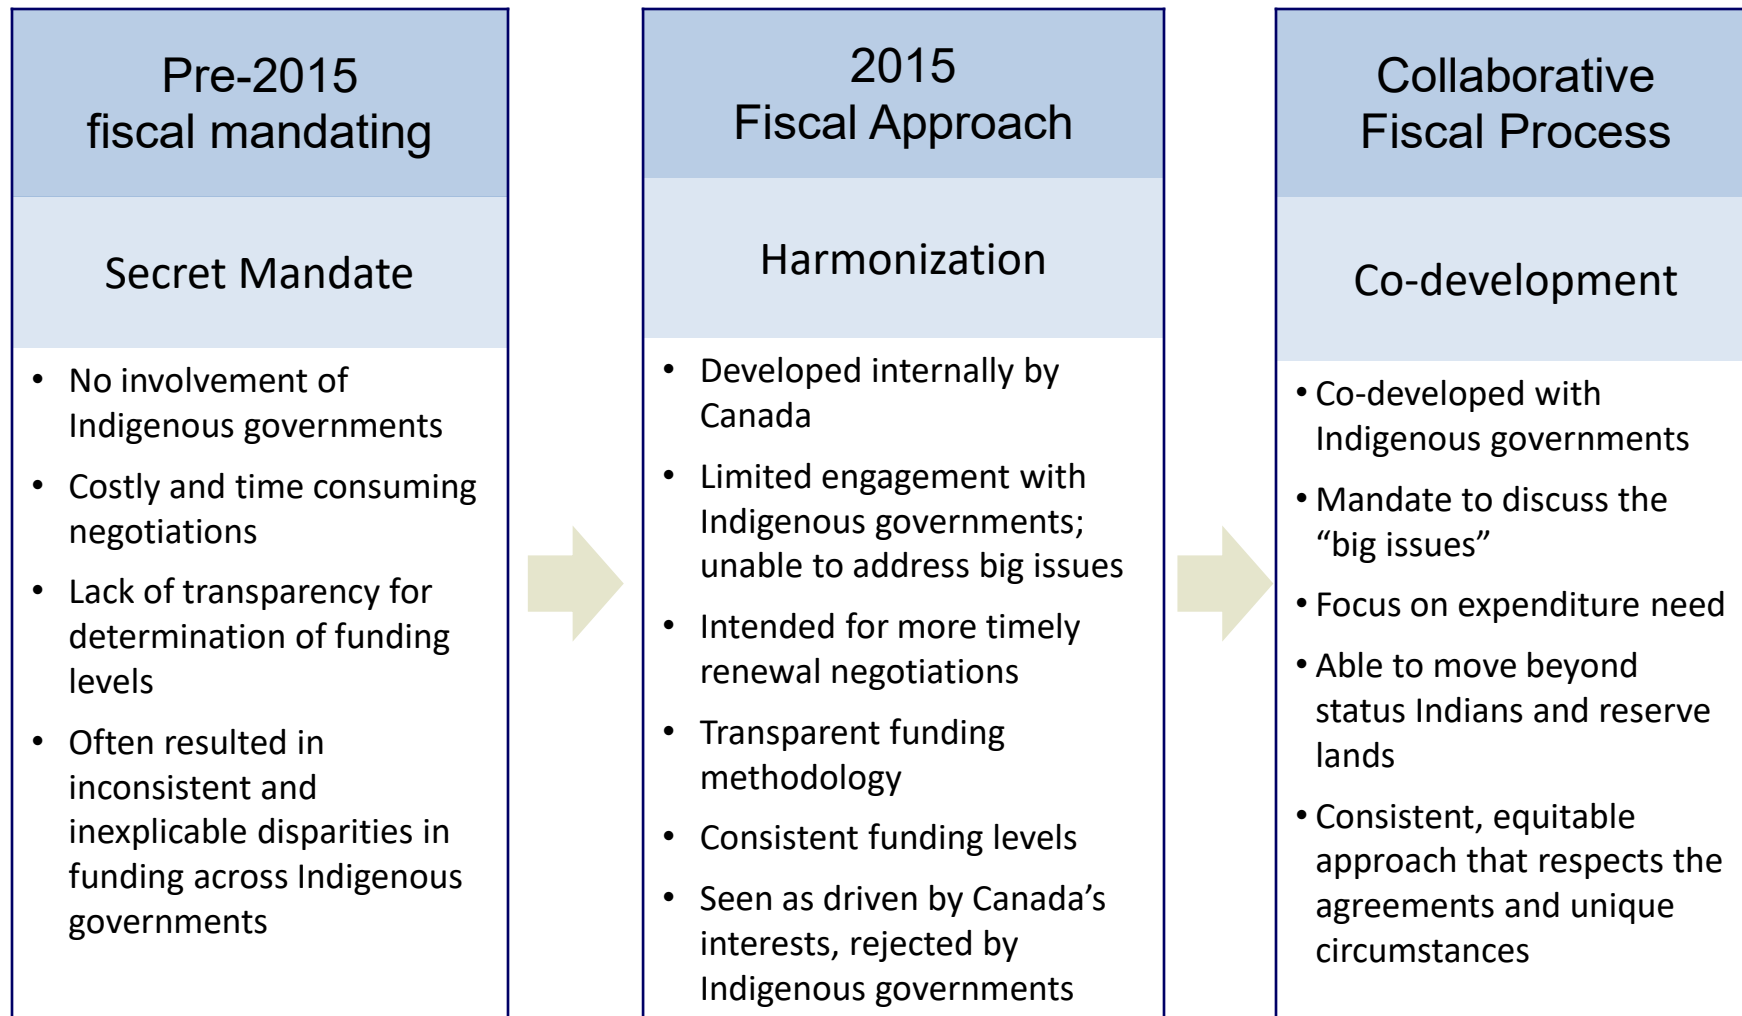 Pre-2015
fiscal mandating
Secret Mandate
• No involvement of
Indigenous governments
• Costly and time consuming
negotiations
• Lack of transparency for
determination of funding
levels
• Often resulted in
inconsistent and
inexplicable disparities in
funding across Indigenous
governments
2015
Fiscal Approach
Harmonization
• Developed internally by
Canada
• Limited engagement with
Indigenous governments;
unable to address big issues
• Intended for more timely
renewal negotiations
• Transparent funding
methodology
• Consistent funding levels
• Seen as driven by Canada’s
interests, rejected by
Indigenous governments
Collaborative
Fiscal Process
Co-development
• Co-developed with
Indigenous governments
• Mandate to discuss the
“big issues”
• Focus on expenditure need
• Able to move beyond
status Indians and reserve
lands
• Consistent, equitable
approach that respects the
agreements and unique
circumstances